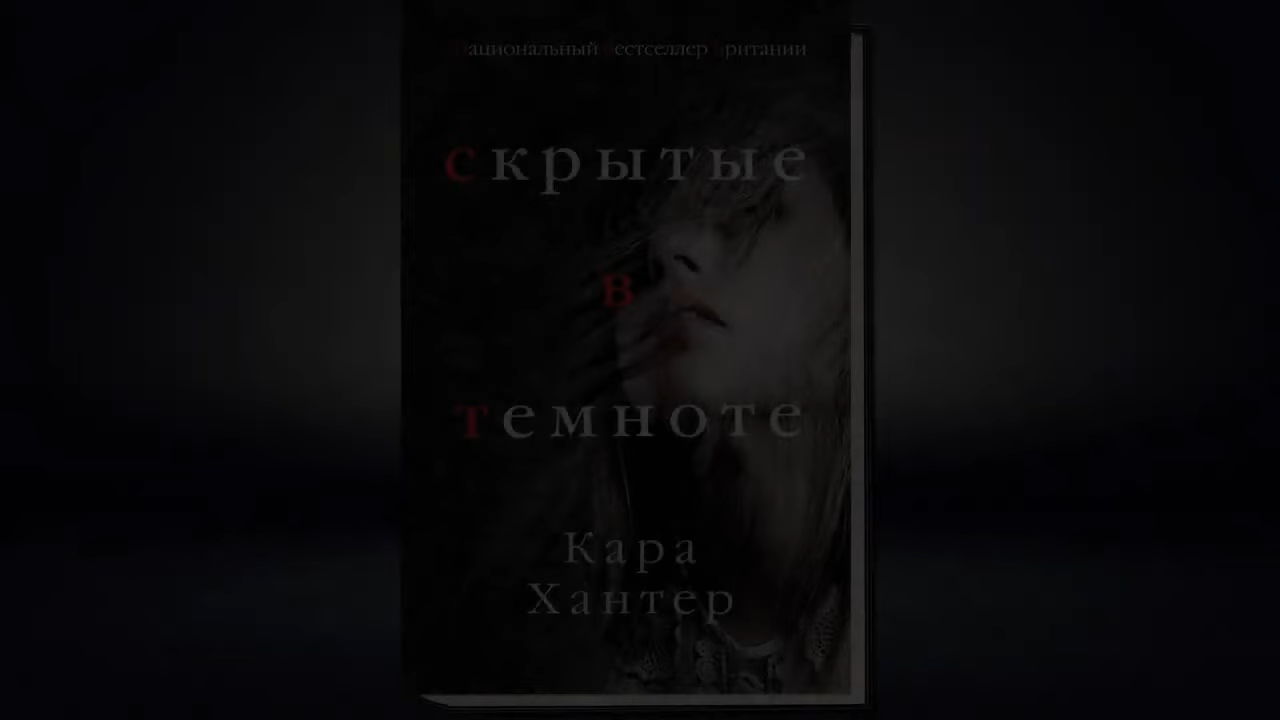 Национальный бестселлер Британии
скрытые
в
темноте
Кара
Хантер